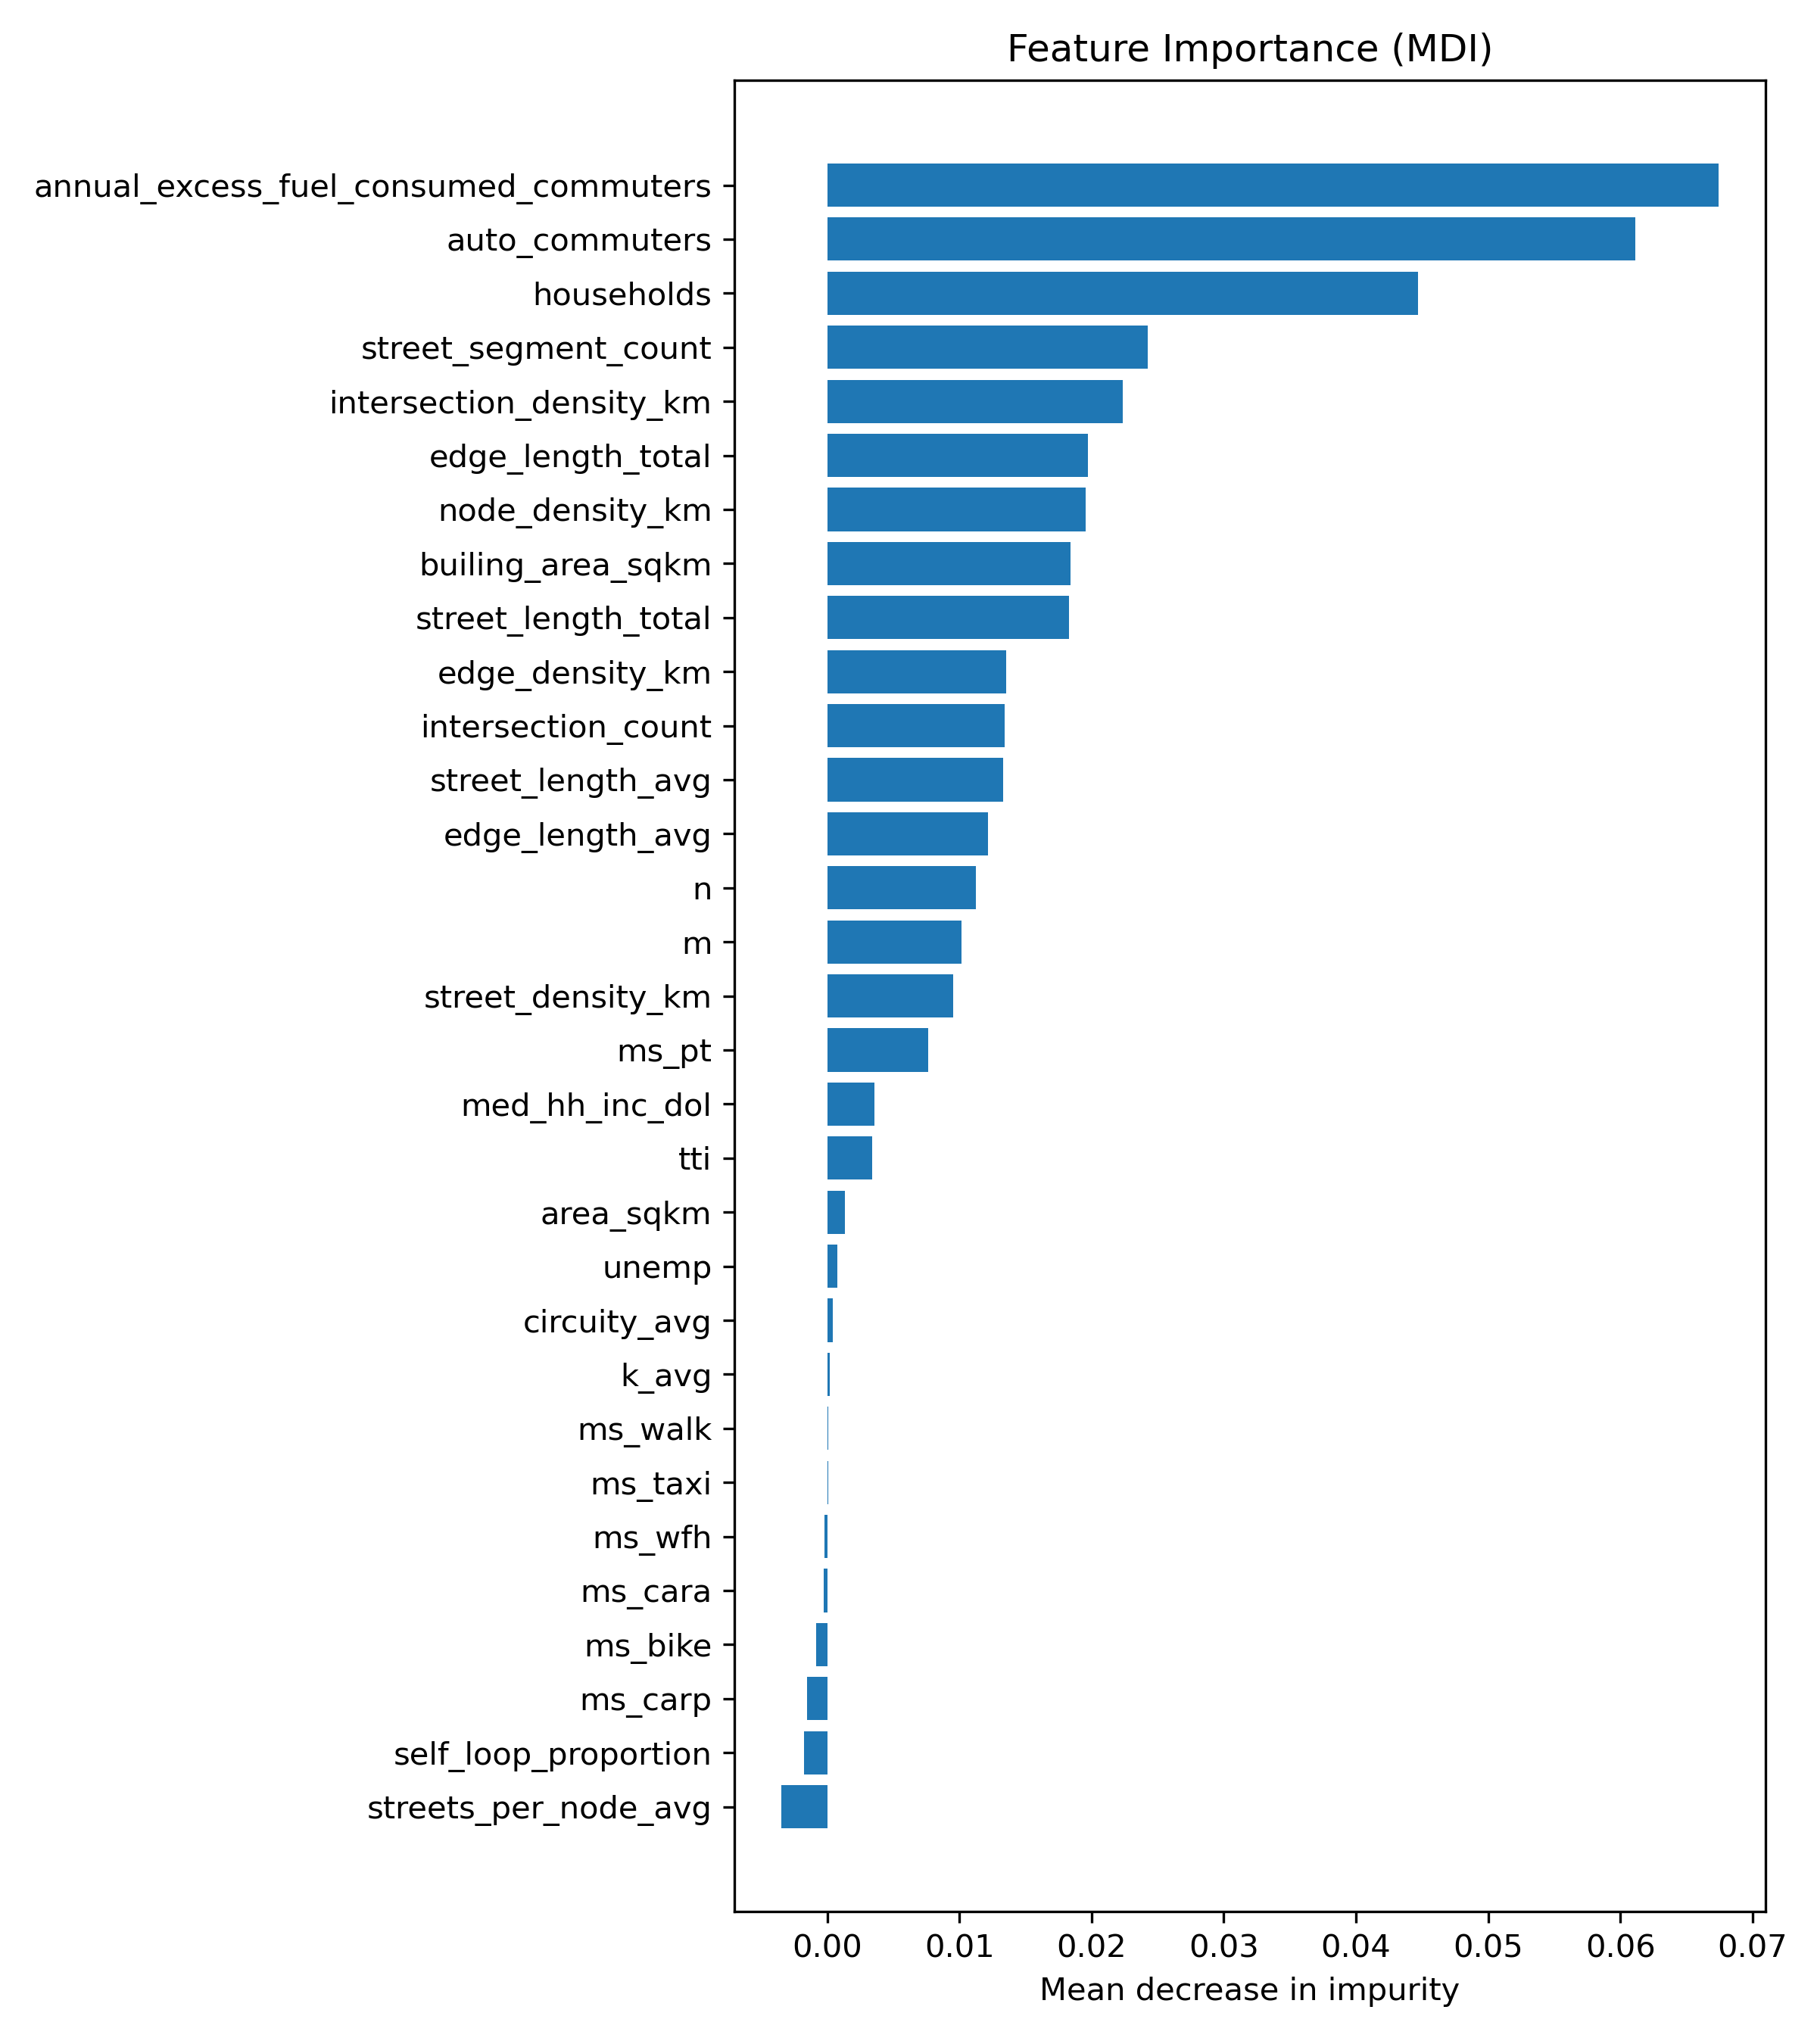 Feature Importance (MDI)
annual_excess_fuel_consumed_commuters
auto_commuters
households
street_segment_count
intersection_density_km
edge_length_total
node_density_km
builing_area_sqkm
street_length_total
edge_density_km
intersection_count
street_length_avg
edge_length_avg
n
m
street_density_km
ms_pt
med_hh_inc_dol
tti
area_sqkm
unemp
circuity_avg
k_avg
ms_walk
ms_taxi
ms_wfh
ms_cara
ms_bike
ms_carp
self_loop_proportion
streets_per_node_avg
0.00 0.01 0.02 0.03 0.04 0.05 0.06 0.07
Mean decrease in impurity